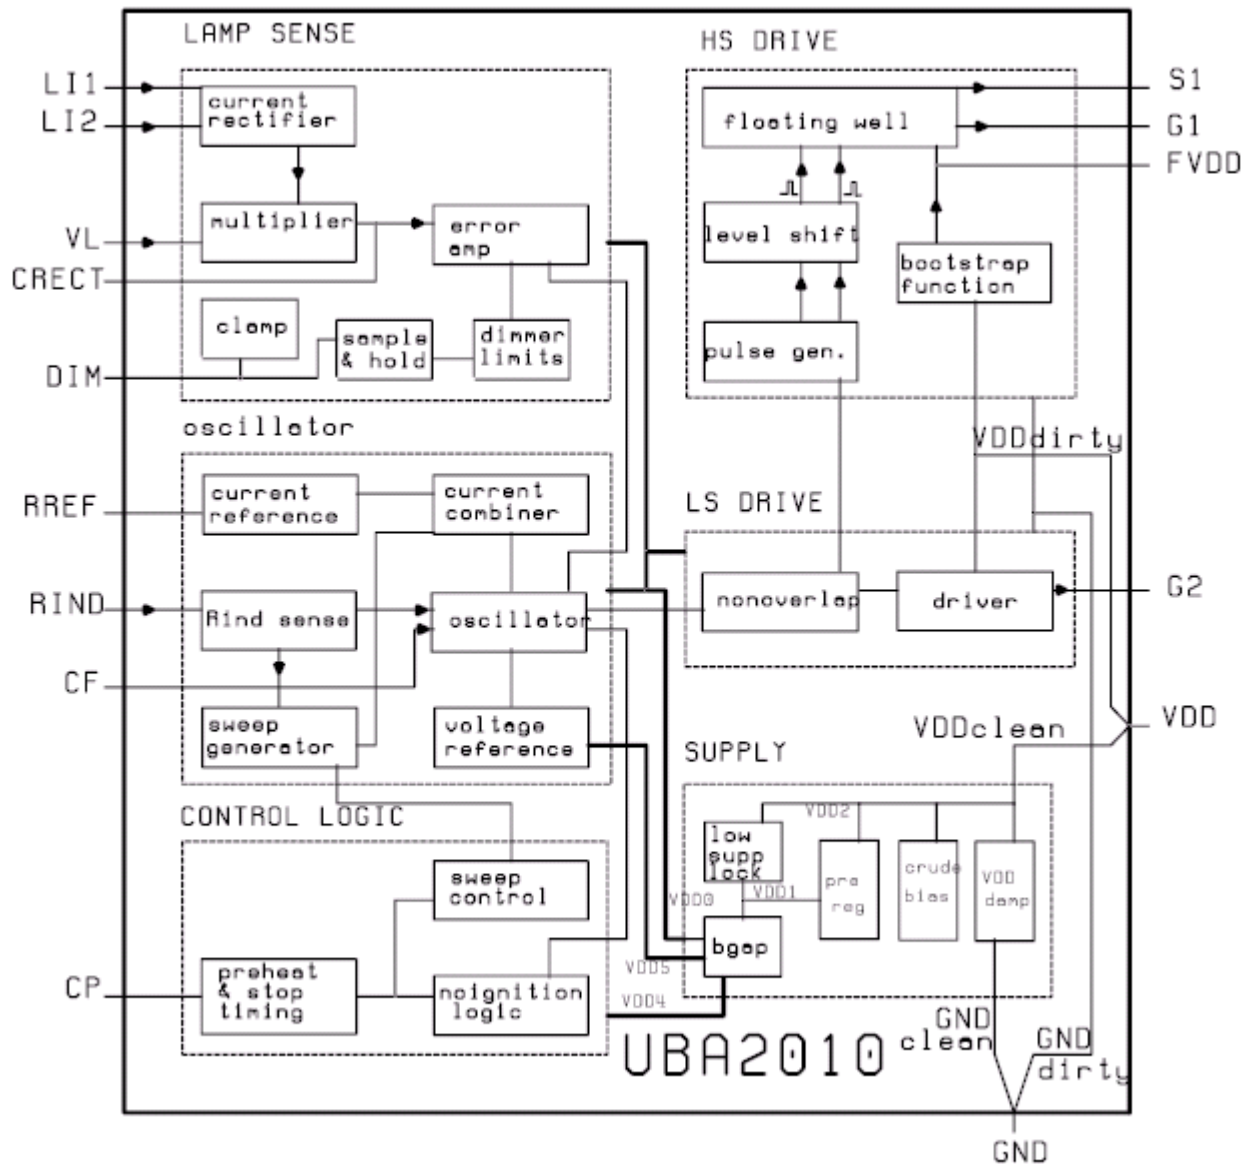 LAMP SENSE
HS DRIVE
LI1
LI2
current
rectifier
floating well
S1
G1
FVDD
multiplier
error
amp
level shift
VL
CRECT
bootstrap
function
clamp
sample
& hold
dimmer
limits
pulse gen.
DIM
oscillator
VDDdirty
current
reference
current
combiner
RREF
LS DRIVE
RIND
Rind sense
oscillator
nonoverlap
driver
G2
CF
sweep
generator
voltage
reference
VDDclean
VDD
SUPPLY
CONTROL LOGIC
VDD2
low
supp
lock
pre
reg
crude
bias
VDD
damp
sweep
control
VDD0
VDD1
bgap
VDD5
CP
preheat
& stop
timing
noignition
logic
VDD4
GND
clean
GND
dirty
UBA2010
GND